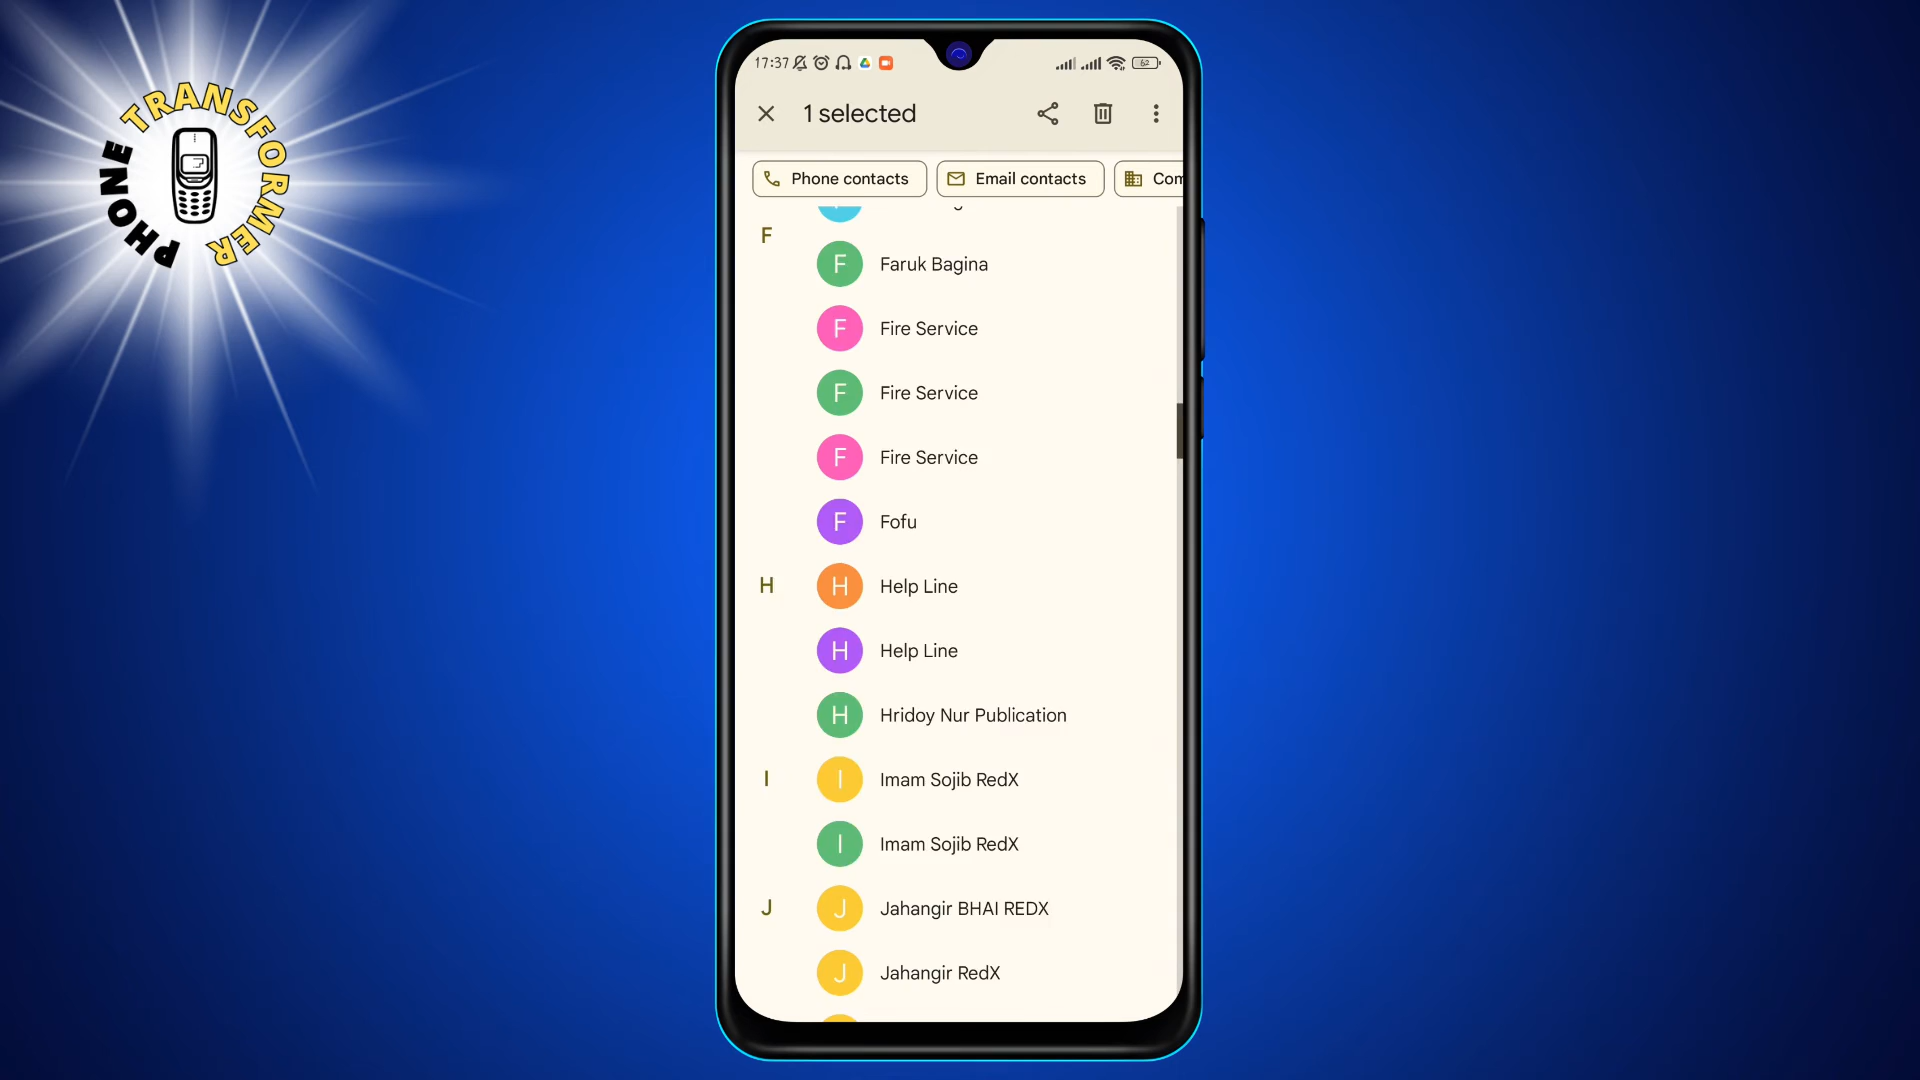 PHONE TRANSFORMER
17:37
62
1 selected
Phone contacts
Email contacts
Com
F
F Faruk Bagina
F Fire Service
F Fire Service
F Fire Service
F Fofu
H
H Help Line
H Help Line
H Hridoy Nur Publication
I
I Imam Sojib RedX
I Imam Sojib RedX
J
J Jahangir BHAI REDX
J Jahangir RedX